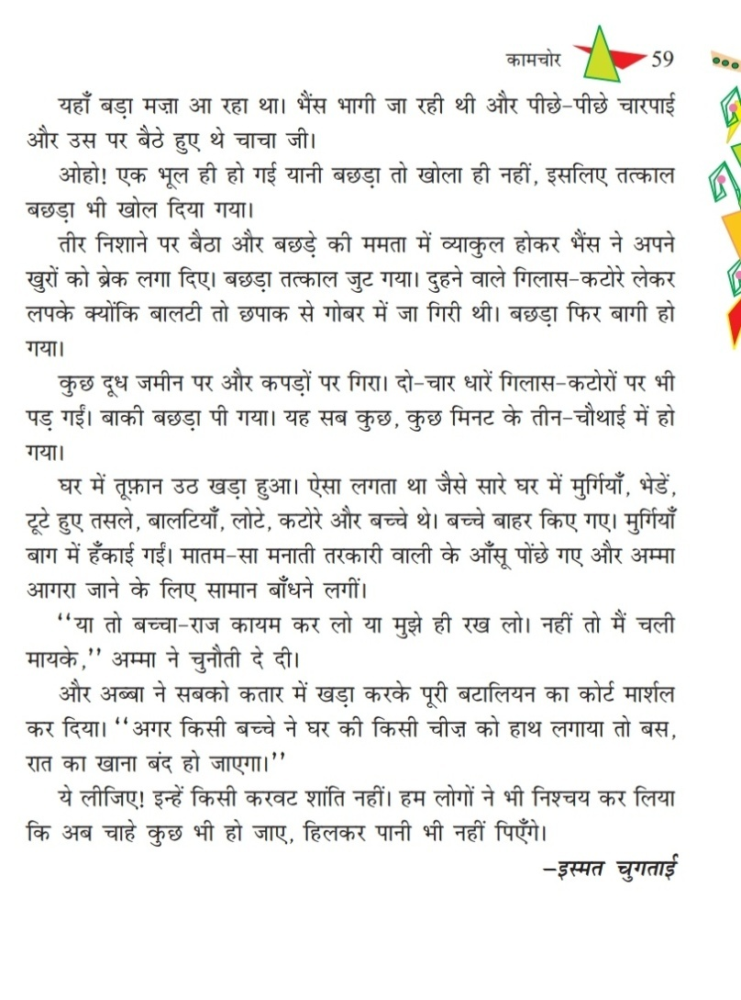 कामचोर 59
यहाँ बड़ा मज़ा आ रहा था। भैंस भागी जा रही थी और पीछे-पीछे चारपाई
और उस पर बैठे हुए थे चाचा जी।
ओहो! एक भूल ही हो गई यानी बछड़ा तो खोला ही नहीं, इसलिए तत्काल
बछड़ा भी खोल दिया गया।
तीर निशाने पर बैठा और बछड़े की ममता में व्याकुल होकर भैंस ने अपने
खुरों को ब्रेक लगा दिए। बछड़ा तत्काल जुट गया। दुहने वाले गिलास-कटोरे लेकर
लपके क्योंकि बालटी तो छपाक से गोबर में जा गिरी थी। बछड़ा फिर बागी हो
गया।
कुछ दूध जमीन पर और कपड़ों पर गिरा। दो-चार धारें गिलास-कटोरों पर भी
पड़ गईं। बाकी बछड़ा पी गया। यह सब कुछ, कुछ मिनट के तीन-चौथाई में हो
गया।
घर में तूफ़ान उठ खड़ा हुआ। ऐसा लगता था जैसे सारे घर में मुर्गियाँ, भेडें,
टूटे हुए तसले, बालटियाँ, लोटे, कटोरे और बच्चे थे। बच्चे बाहर किए गए। मुर्गियाँ
बाग में हँकाई गईं। मातम-सा मनाती तरकारी वाली के आँसू पोंछे गए और अम्मा
आगरा जाने के लिए सामान बाँधने लगीं।
‘‘या तो बच्चा-राज कायम कर लो या मुझे ही रख लो। नहीं तो मैं चली
मायके,’’ अम्मा ने चुनौती दे दी।
और अब्बा ने सबको कतार में खड़ा करके पूरी बटालियन का कोर्ट मार्शल
कर दिया। ‘‘अगर किसी बच्चे ने घर की किसी चीज़ को हाथ लगाया तो बस,
रात का खाना बंद हो जाएगा।’’
ये लीजिए! इन्हें किसी करवट शांति नहीं। हम लोगों ने भी निश्चय कर लिया
कि अब चाहे कुछ भी हो जाए, हिलकर पानी भी नहीं पिएँगे।
–इस्मत चुगताई